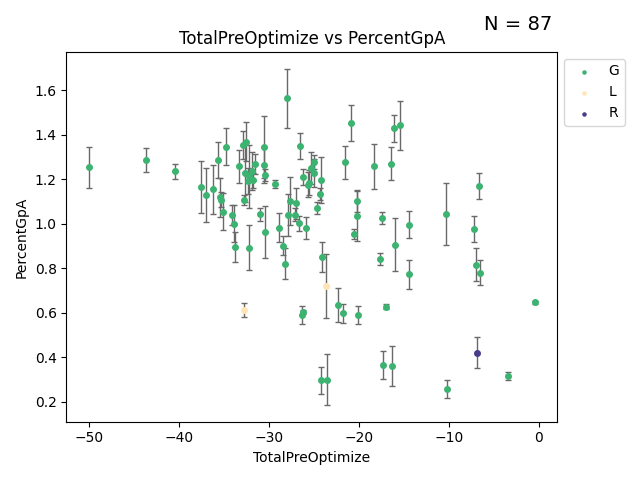 N = 87
TotalPreOptimize vs PercentGpA
G
L
R
1.6
1.4
1.2
1.0
0.8
0.6
0.4
0.2
PercentGpA
−50 −40 −30 −20 −10 0
TotalPreOptimize